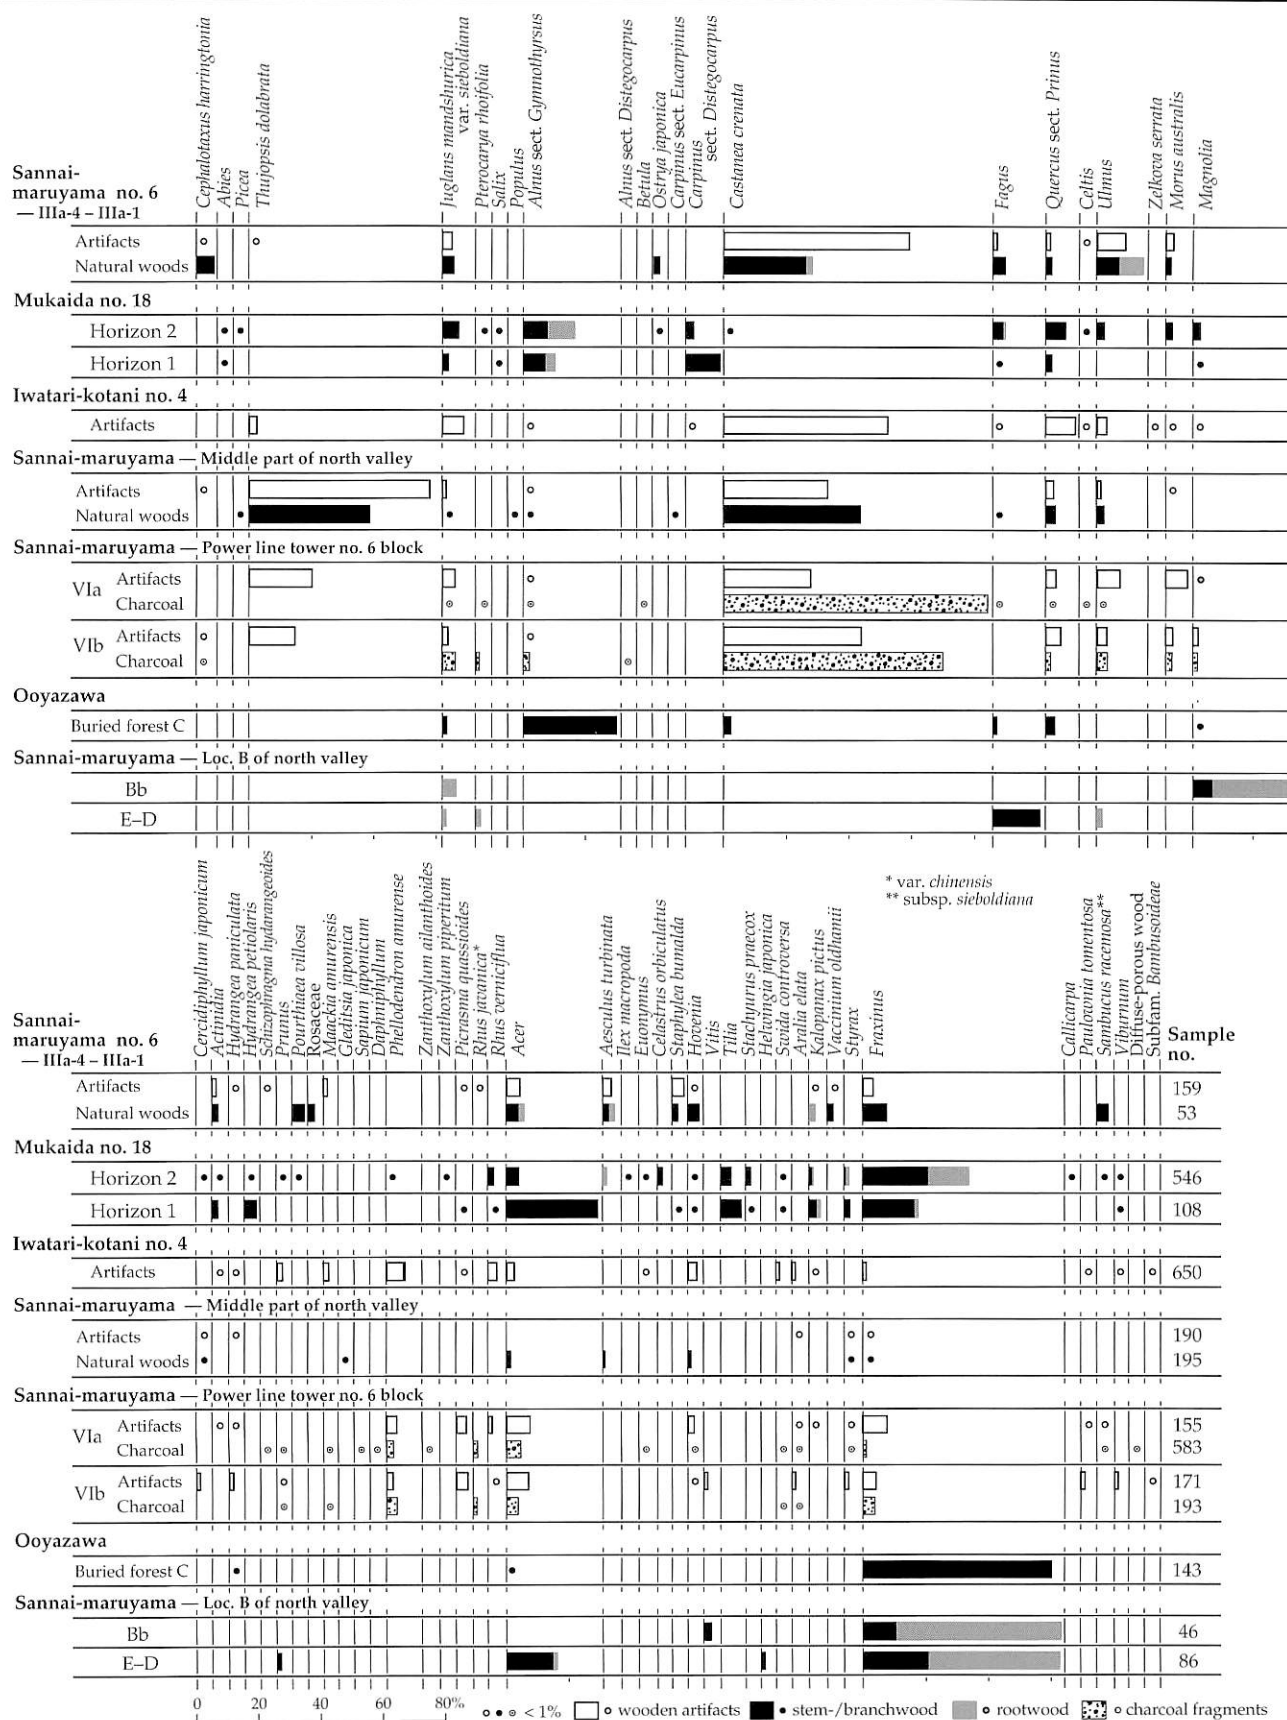 Cephalotaxus harringtonia
Abies
Picea
Thujopsis dolabrata
Juglans mandshurica
var. sieboldiana
Pterocarya rhoifolia
Salix
Populus
Alnus sect. Gymnothyrsus
Alnus sect. Distegocarpus
Betula
Ostrya japonica
Carpinus sect. Eucarpinus
Carpinus
sect. Distegocarpus
Castanea crenata
Fagus
Quercus sect. Prinus
Celtis
Ulmus
Zelkova serrata
Morus australis
Magnolia
Sannai-
maruyama no. 6
— IIIa-4 – IIIa-1
Artifacts
Natural woods
Mukaida no. 18
Horizon 2
Horizon 1
Iwatari-kotani no. 4
Artifacts
Sannai-maruyama — Middle part of north valley
Artifacts
Natural woods
Sannai-maruyama — Power line tower no. 6 block
VIa Artifacts
Charcoal
VIb Artifacts
Charcoal
Ooyazawa
Buried forest C
Sannai-maruyama — Loc. B of north valley
Bb
E–D
* var. chinensis
** subsp. sieboldiana
Cercidiphyllum japonicum
Actinidia
Hydrangea paniculata
Hydrangea petiolaris
Schizophragma hydarangeoides
Prunus
Pourthiaea villosa
Rosaceae
Maackia amurensis
Gleditsia japonica
Sapium japonicum
Daphniphyllum
Phellodendron amurense
Zanthoxylum ailanthoides
Zanthoxylum piperitum
Picrasma quassioides
Rhus javanica*
Rhus verniciflua
Acer
Aesculus turbinata
Ilex macropoda
Euonymus
Celastrus orbiculatus
Staphylea bumalda
Hovenia
Vitis
Tilia
Stachyurus praecox
Helwingia japonica
Swida controversa
Aralia elata
Kalopanax pictus
Vaccinium oldhamii
Styrax
Fraxinus
Callicarpa
Paulowonia tomentosa
Sambucus racemosa**
Viburnum
Diffuse-porous wood
Subfam. Bambusoideae
Sannai-
maruyama no. 6
— IIIa-4 – IIIa-1
Sample
no.
Artifacts 159
Natural woods 53
Mukaida no. 18
Horizon 2 546
Horizon 1 108
Iwatari-kotani no. 4
Artifacts 650
Sannai-maruyama — Middle part of north valley
Artifacts 190
Natural woods 195
Sannai-maruyama — Power line tower no. 6 block
VIa Artifacts 155
Charcoal 583
VIb Artifacts 171
Charcoal 193
Ooyazawa
Buried forest C 143
Sannai-maruyama — Loc. B of north valley
Bb 46
E–D 86
0 20 40 60 80%
< 1% wooden artifacts stem-/branchwood rootwood charcoal fragments